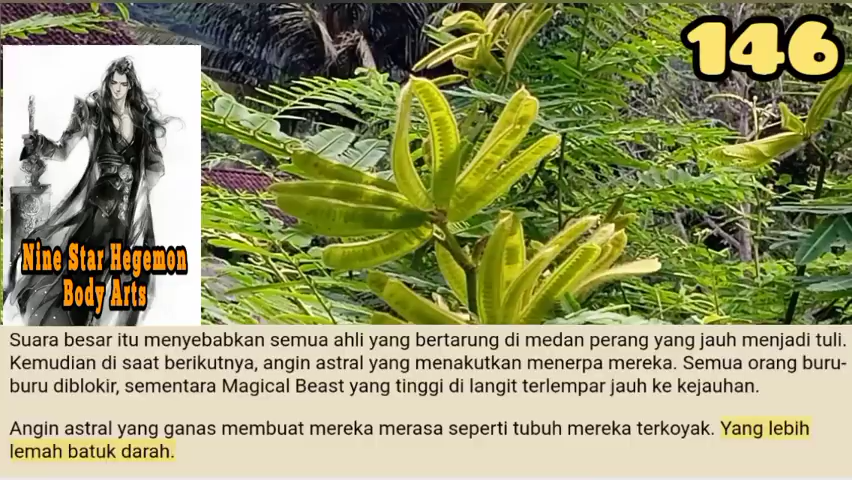 146
Nine Star Hegemon
Body Arts
Suara besar itu menyebabkan semua ahli yang bertarung di medan perang yang jauh menjadi tuli.
Kemudian di saat berikutnya, angin astral yang menakutkan menerpa mereka. Semua orang buru-
buru diblokir, sementara Magical Beast yang tinggi di langit terlempar jauh ke kejauhan.
Angin astral yang ganas membuat mereka merasa seperti tubuh mereka terkoyak. Yang lebih
lemah batuk darah.